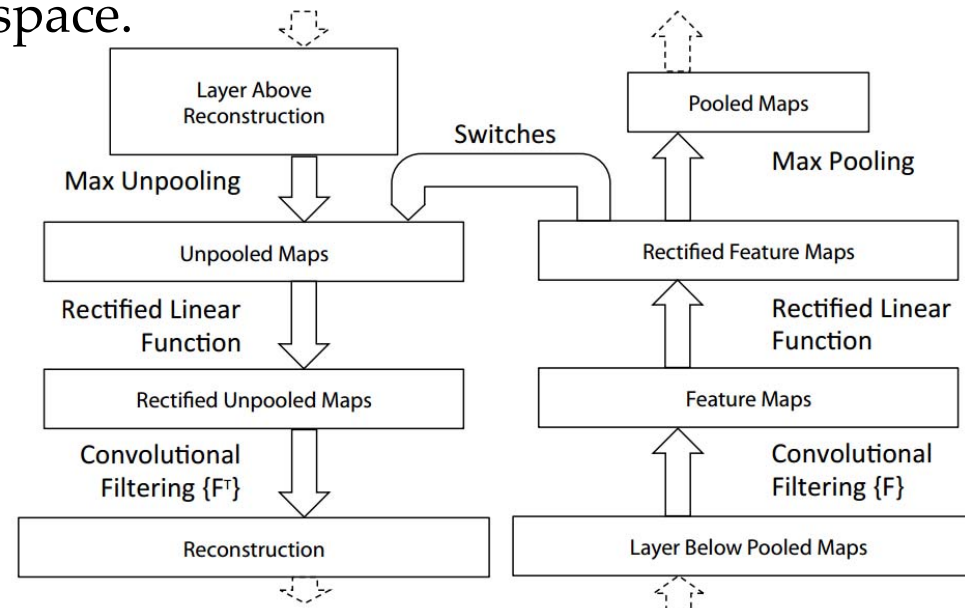 space.
Layer Above
Reconstruction
Max Unpooling
Unpooled Maps
Rectified Linear
Function
Rectified Unpooled Maps
Convolutional
Filtering {Fᵀ}
Reconstruction
Switches
Pooled Maps
Max Pooling
Rectified Feature Maps
Rectified Linear
Function
Feature Maps
Convolutional
Filtering {F}
Layer Below Pooled Maps